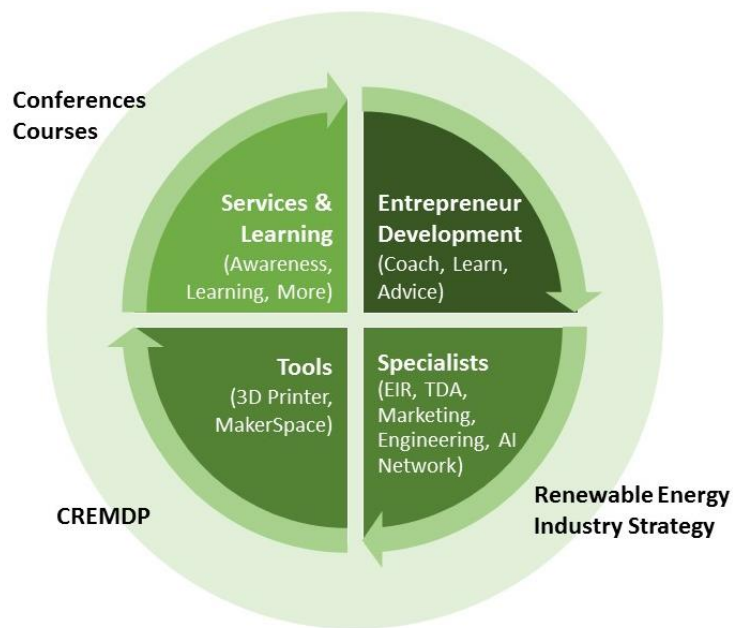 Conferences
Courses
Services &
Learning
(Awareness,
Learning, More)
Entrepreneur
Development
(Coach, Learn,
Advice)
Tools
(3D Printer,
MakerSpace)
Specialists
(EIR, TDA,
Marketing,
Engineering, AI
Network)
CREMDP
Renewable Energy
Industry Strategy